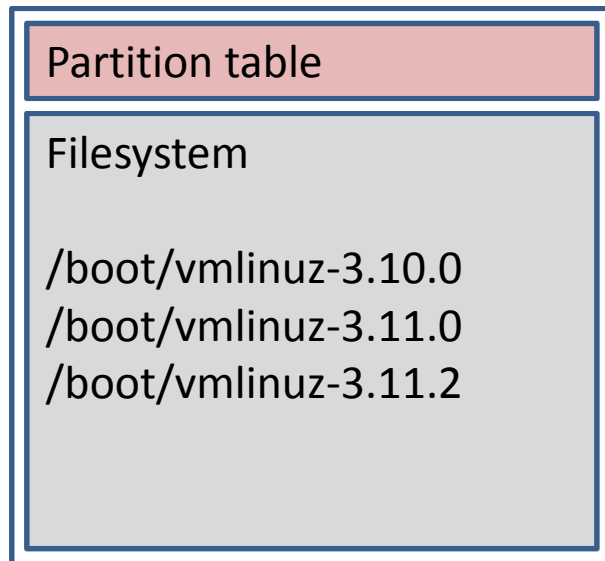 Partition table
Filesystem
/boot/vmlinuz-3.10.0
/boot/vmlinuz-3.11.0
/boot/vmlinuz-3.11.2